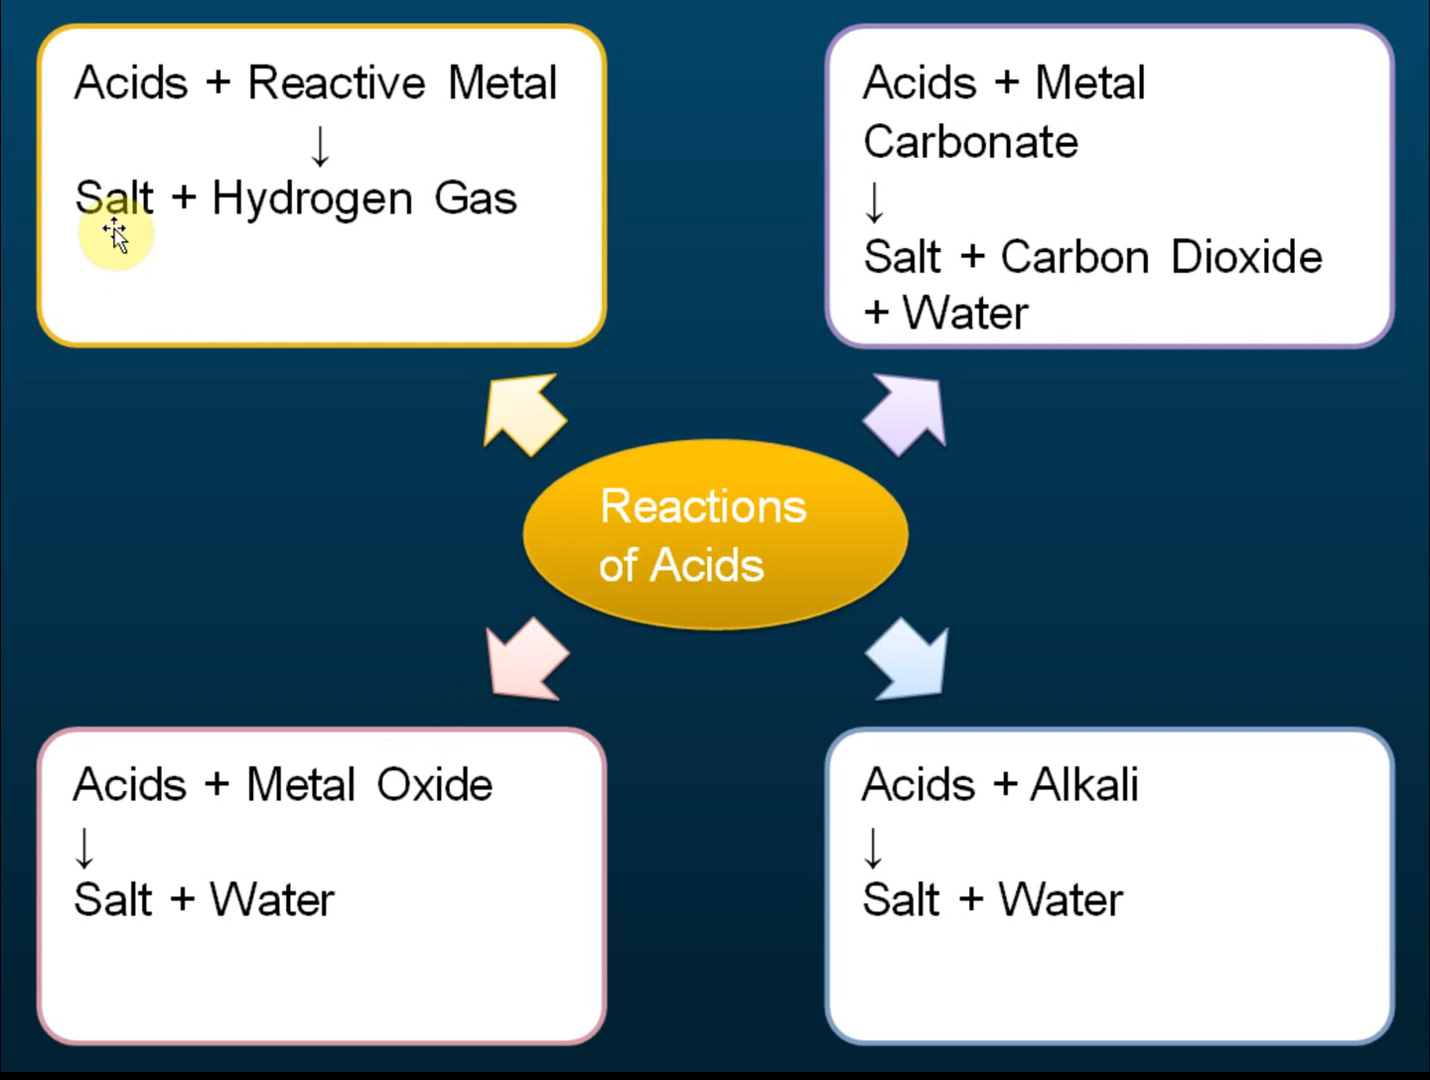 Acids + Reactive Metal
↓
Salt + Hydrogen Gas
Acids + Metal
Carbonate
↓
Salt + Carbon Dioxide
+ Water
Reactions
of Acids
Acids + Metal Oxide
↓
Salt + Water
Acids + Alkali
↓
Salt + Water